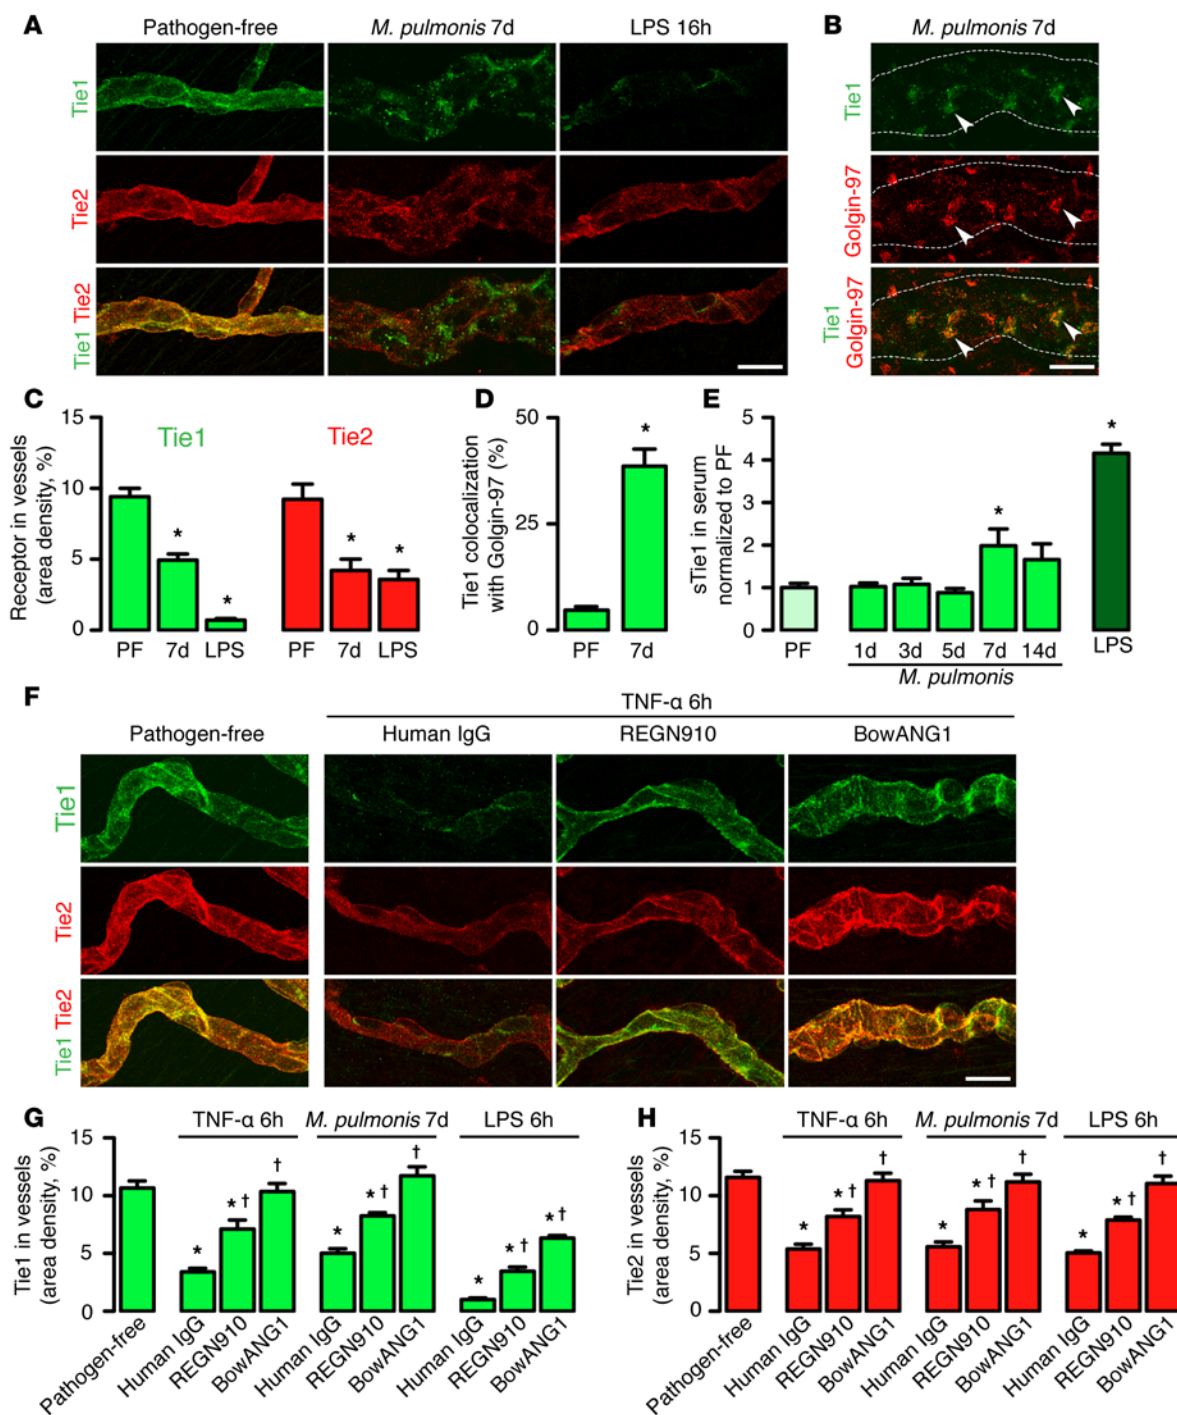 A
Pathogen-free
M. pulmonis 7d
LPS 16h
Tie1
Tie2
Tie1 Tie2
B
M. pulmonis 7d
Tie1
Golgin-97
Tie1
Golgin-97
C
Receptor in vessels
(area density, %)
15
10
5
0
Tie1
Tie2
*
*
*
*
PF
7d
LPS
PF
7d
LPS
D
Tie1 colocalization
with Golgin-97 (%)
50
25
0
*
PF
7d
E
sTie1 in serum
normalized to PF
5
4
3
2
1
0
*
*
PF
1d
3d
5d
7d
14d
LPS
M. pulmonis
F
TNF-α 6h
Pathogen-free
Human IgG
REGN910
BowANG1
Tie1
Tie2
Tie1 Tie2
G
TNF-α 6h
M. pulmonis 7d
LPS 6h
Tie1 in vessels
(area density, %)
15
10
5
0
*
* †
†
*
* †
†
*
* †
* †
Pathogen-free
Human IgG
REGN910
BowANG1
Human IgG
REGN910
BowANG1
Human IgG
REGN910
BowANG1
H
TNF-α 6h
M. pulmonis 7d
LPS 6h
Tie2 in vessels
(area density, %)
15
10
5
0
*
* †
†
*
* †
†
*
* †
†
Pathogen-free
Human IgG
REGN910
BowANG1
Human IgG
REGN910
BowANG1
Human IgG
REGN910
BowANG1